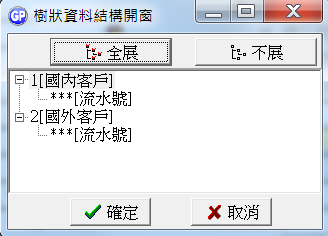 GP 樹狀資料結構開窗
全展 不展
1[國內客戶]
***[流水號]
2[國外客戶]
***[流水號]
確定 取消